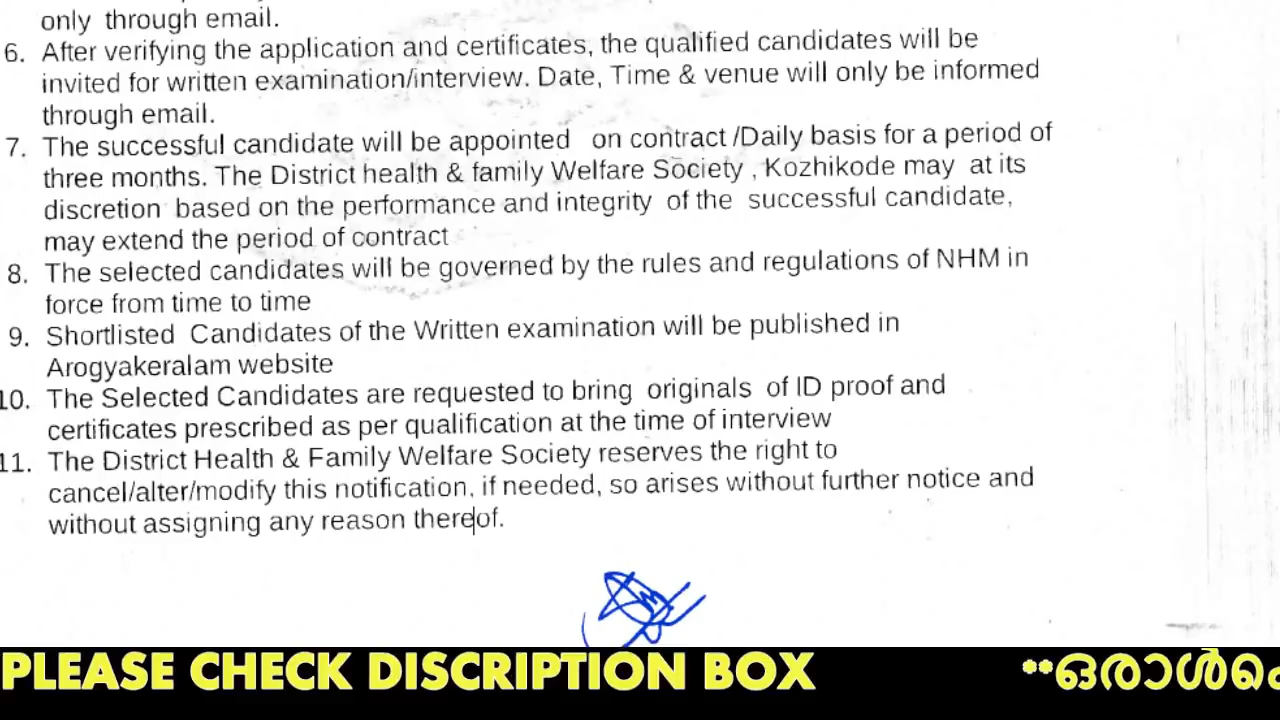 only through email.
6. After verifying the application and certificates, the qualified candidates will be
invited for written examination/interview. Date, Time & venue will only be informed
through email.
7. The successful candidate will be appointed on contract /Daily basis for a period of
three months. The District health & family Welfare Society , Kozhikode may at its
discretion based on the performance and integrity of the successful candidate,
may extend the period of contract
8. The selected candidates will be governed by the rules and regulations of NHM in
force from time to time
9. Shortlisted Candidates of the Written examination will be published in
Arogyakeralam website
10. The Selected Candidates are requested to bring originals of ID proof and
certificates prescribed as per qualification at the time of interview
11. The District Health & Family Welfare Society reserves the right to
cancel/alter/modify this notification, if needed, so arises without further notice and
without assigning any reason thereof.
PLEASE CHECK DISCRIPTION BOX